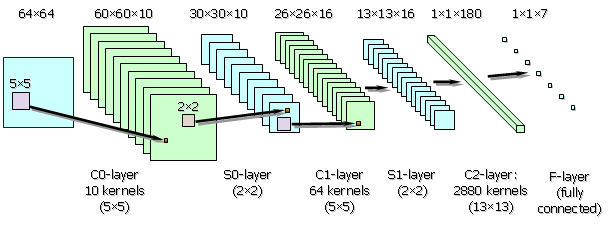 64×64
60×60×10
30×30×10
26×26×16
13×13×16
1×1×180
1×1×7
5×5
2×2
C0-layer
10 kernels
(5×5)
S0-layer
(2×2)
C1-layer
64 kernels
(5×5)
S1-layer
(2×2)
C2-layer:
2880 kernels
(13×13)
F-layer
(fully
connected)